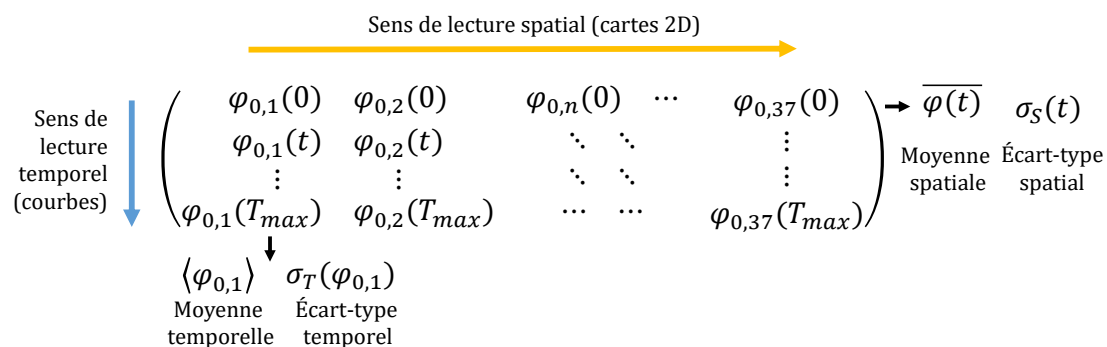 Sens de lecture spatial (cartes 2D)
Sens de
lecture
temporel
(courbes)
φ₀,₁(0) φ₀,₂(0) φ₀,ₙ(0) ⋯ φ₀,₃₇(0)
φ₀,₁(t) φ₀,₂(t) ⋱ ⋱ ⋮
⋮ ⋮ ⋱ ⋱ ⋮
φ₀,₁(Tₘₐₓ) φ₀,₂(Tₘₐₓ) ⋯ ⋯ φ₀,₃₇(Tₘₐₓ)
φ̅(̅t̅)̅ σ_S(t)
Moyenne
spatiale
Écart-type
spatial
⟨φ₀,₁⟩ σ_T(φ₀,₁)
Moyenne
temporelle
Écart-type
temporel